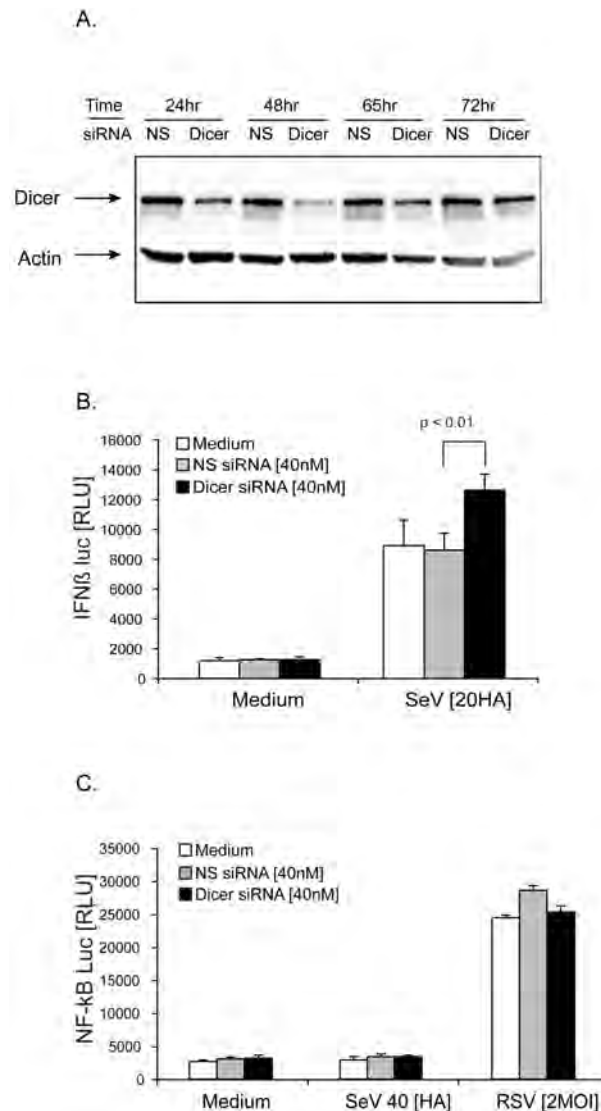 A.
Time 24hr 48hr 65hr 72hr
siRNA NS Dicer NS Dicer NS Dicer NS Dicer
Dicer
Actin
B.
p < 0.01
16000
Medium
14000
NS siRNA [40nM]
12000
Dicer siRNA [40nM]
10000
8000
6000
4000
2000
0
IFNß luc [RLU]
Medium SeV [20HA]
C.
35000
Medium
30000
NS siRNA [40nM]
25000
Dicer siRNA [40nM]
20000
15000
10000
5000
0
NF-kB Luc [RLU]
Medium SeV 40 [HA] RSV [2MOI]